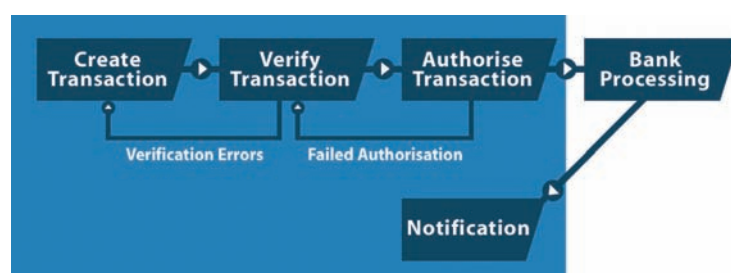 Create
Transaction
Verify
Transaction
Authorise
Transaction
Bank
Processing
Verification Errors
Failed Authorisation
Notification